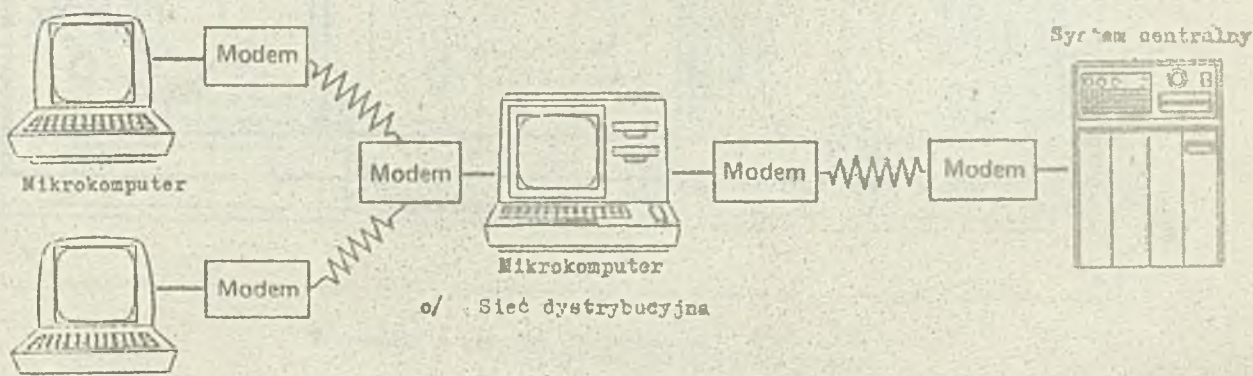 System centralny
Modem
Modem
Modem
Modem
Mikrokomputer
Mikrokomputer
Modem
c/ Sieć dystrybucyjna